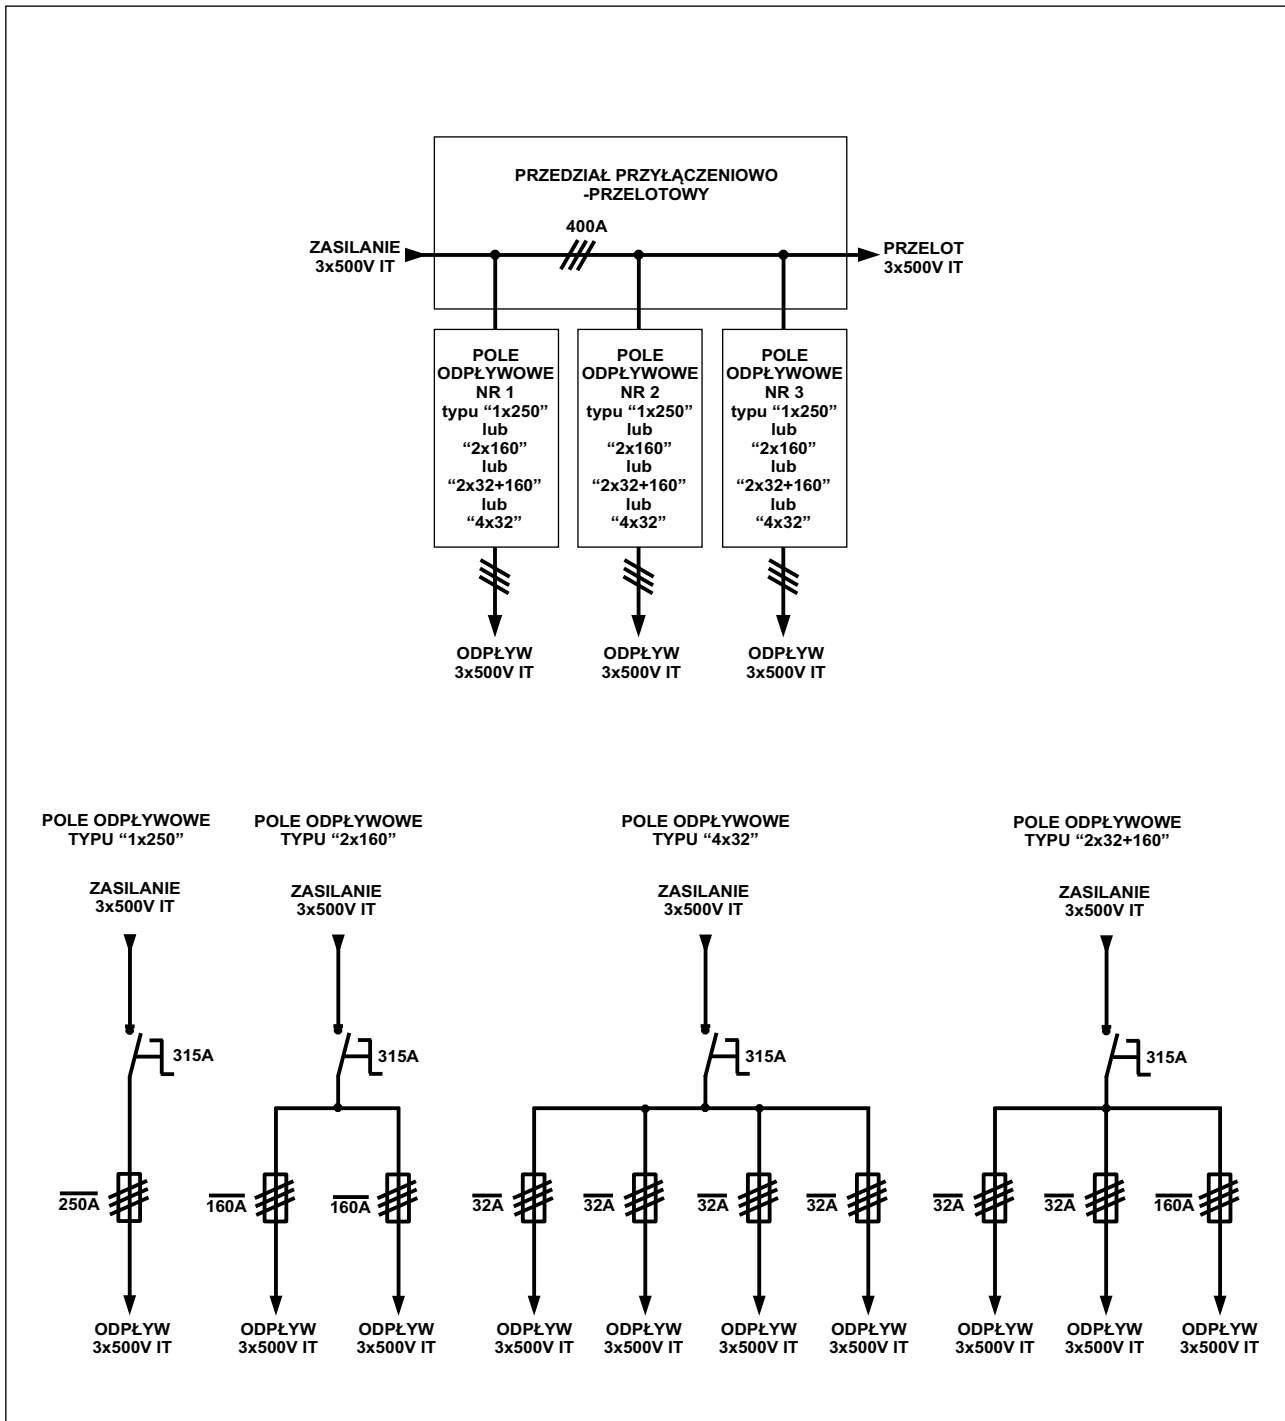 PRZEDZIAŁ PRZYŁĄCZENIOWO
-PRZELOTOWY
400A
ZASILANIE
3x500V IT
PRZELOT
3x500V IT
POLE
ODPŁYWOWE
NR 1
typu “1x250”
lub
“2x160”
lub
“2x32+160”
lub
“4x32”
POLE
ODPŁYWOWE
NR 2
typu “1x250”
lub
“2x160”
lub
“2x32+160”
lub
“4x32”
POLE
ODPŁYWOWE
NR 3
typu “1x250”
lub
“2x160”
lub
“2x32+160”
lub
“4x32”
ODPŁYW
3x500V IT
ODPŁYW
3x500V IT
ODPŁYW
3x500V IT
POLE ODPŁYWOWE
TYPU “1x250”
ZASILANIE
3x500V IT
315A
250A
ODPŁYW
3x500V IT
POLE ODPŁYWOWE
TYPU “2x160”
ZASILANIE
3x500V IT
315A
160A
160A
ODPŁYW
3x500V IT
ODPŁYW
3x500V IT
POLE ODPŁYWOWE
TYPU “4x32”
ZASILANIE
3x500V IT
315A
32A
32A
32A
32A
ODPŁYW
3x500V IT
ODPŁYW
3x500V IT
ODPŁYW
3x500V IT
ODPŁYW
3x500V IT
POLE ODPŁYWOWE
TYPU “2x32+160”
ZASILANIE
3x500V IT
315A
32A
32A
160A
ODPŁYW
3x500V IT
ODPŁYW
3x500V IT
ODPŁYW
3x500V IT